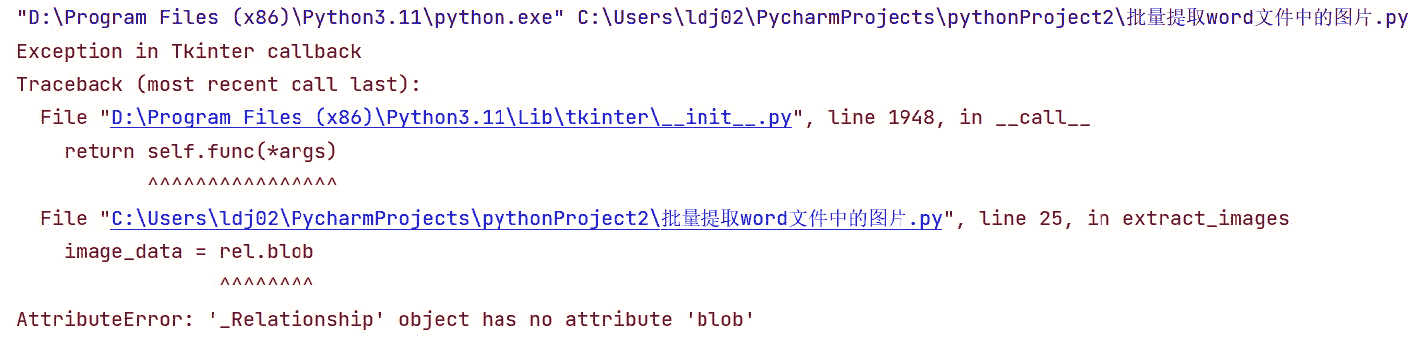 "D:\Program Files (x86)\Python3.11\python.exe" C:\Users\ldj02\PycharmProjects\pythonProject2\批量提取word文件中的图片.py
Exception in Tkinter callback
Traceback (most recent call last):
  File "D:\Program Files (x86)\Python3.11\Lib\tkinter\__init__.py", line 1948, in __call__
    return self.func(*args)
           ^^^^^^^^^^^^^^^^
  File "C:\Users\ldj02\PycharmProjects\pythonProject2\批量提取word文件中的图片.py", line 25, in extract_images
    image_data = rel.blob
                 ^^^^^^^^
AttributeError: '_Relationship' object has no attribute 'blob'